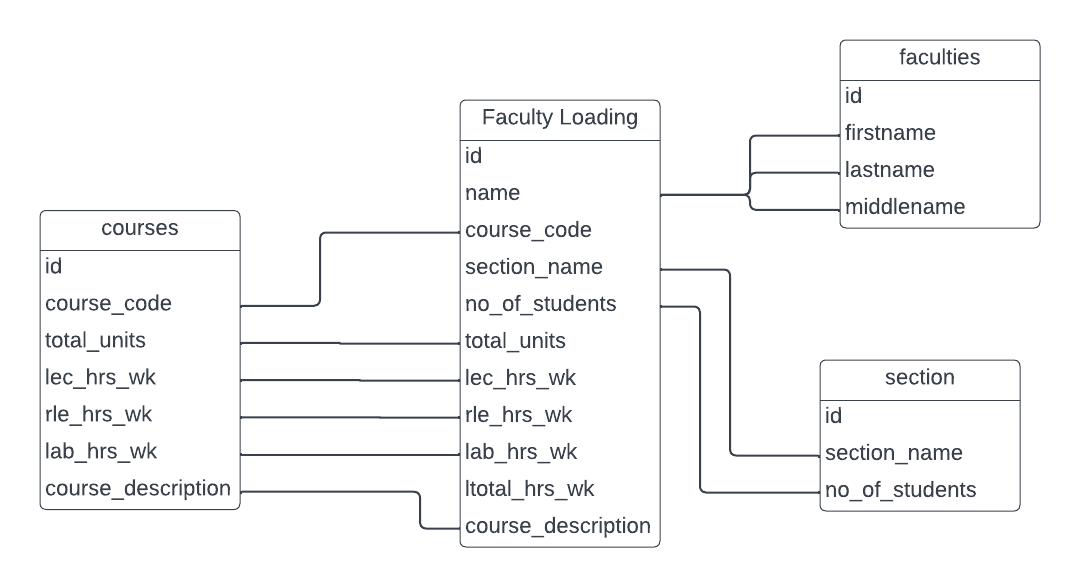 faculties
id
firstname
lastname
middlename
Faculty Loading
id
name
course_code
section_name
no_of_students
total_units
lec_hrs_wk
rle_hrs_wk
lab_hrs_wk
ltotal_hrs_wk
course_description
courses
id
course_code
total_units
lec_hrs_wk
rle_hrs_wk
lab_hrs_wk
course_description
section
id
section_name
no_of_students